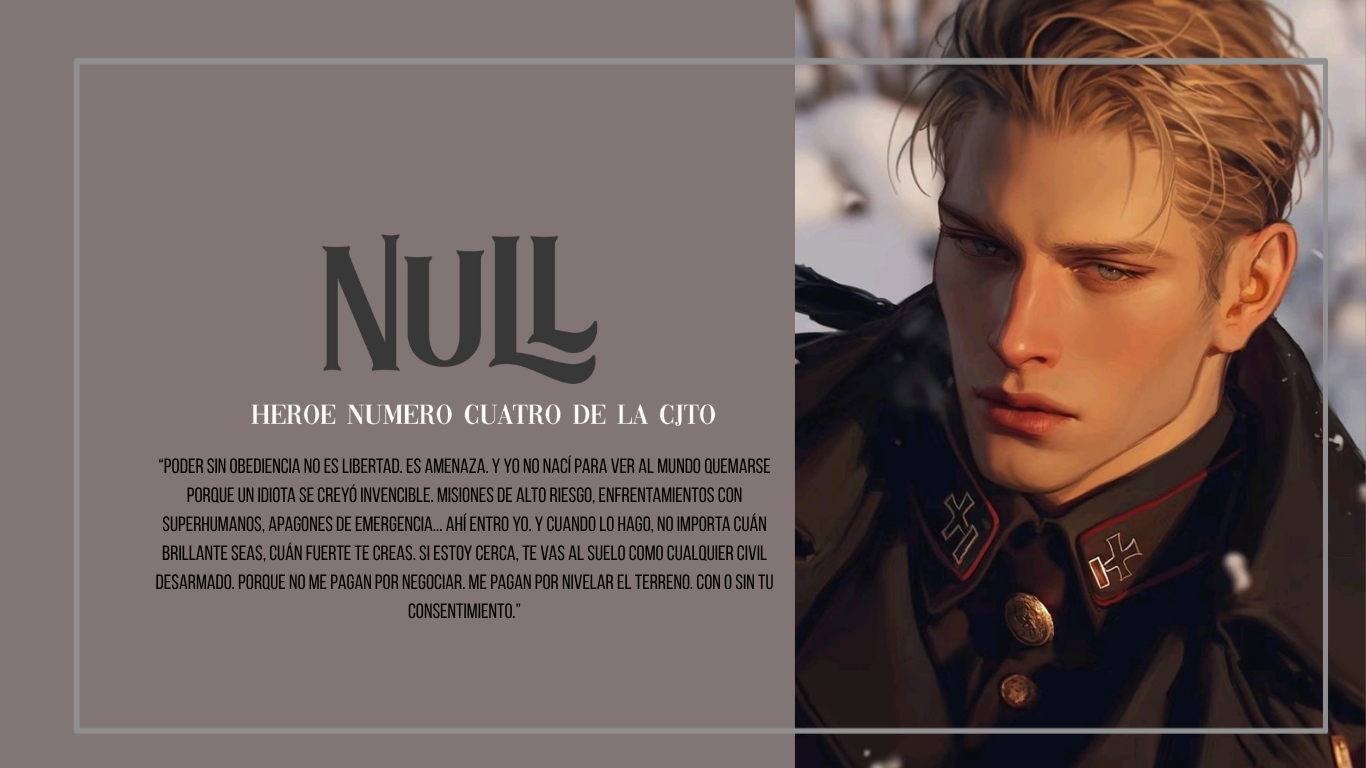 NULL
HEROE NUMERO CUATRO DE LA CJTO
“PODER SIN OBEDIENCIA NO ES LIBERTAD. ES AMENAZA. Y YO NO NACÍ PARA VER AL MUNDO QUEMARSE
PORQUE UN IDIOTA SE CREYÓ INVENCIBLE. MISIONES DE ALTO RIESGO, ENFRENTAMIENTOS CON
SUPERHUMANOS, APAGONES DE EMERGENCIA... AHÍ ENTRO YO. Y CUANDO LO HAGO, NO IMPORTA CUÁN
BRILLANTE SEAS, CUÁN FUERTE TE CREAS. SI ESTOY CERCA, TE VAS AL SUELO COMO CUALQUIER CIVIL
DESARMADO. PORQUE NO ME PAGAN POR NEGOCIAR. ME PAGAN POR NIVELAR EL TERRENO. CON O SIN TU
CONSENTIMIENTO.”